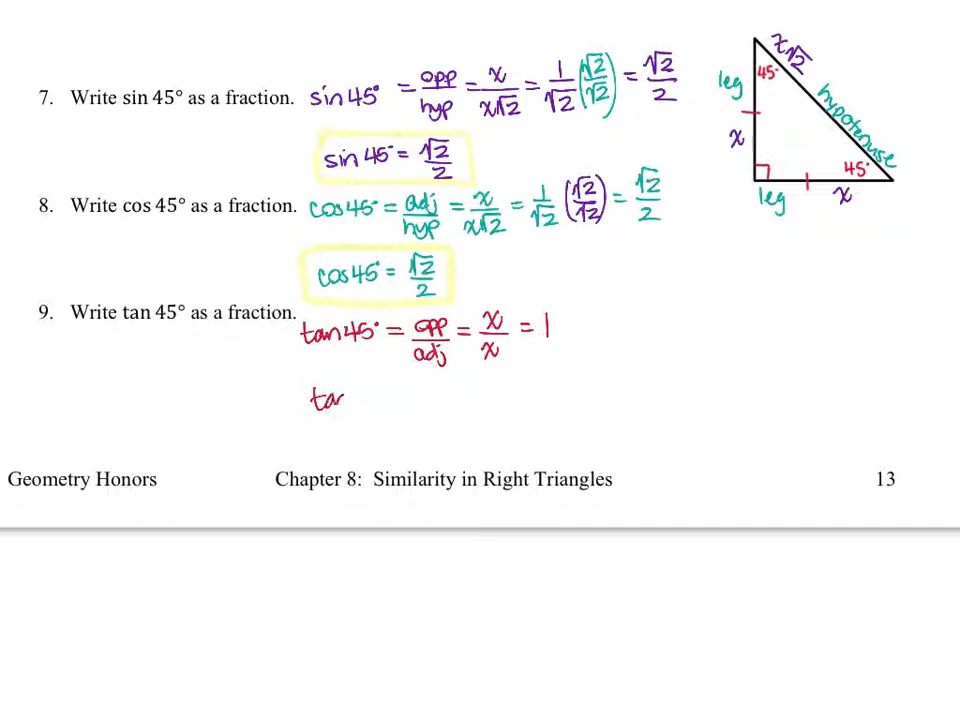 7. Write sin 45° as a fraction. sin 45° = opp/hyp = x/x√2 = 1/√2 (√2/√2) = √2/2
sin 45° = √2/2
8. Write cos 45° as a fraction. cos 45° = adj/hyp = x/x√2 = 1/√2 (√2/√2) = √2/2
cos 45° = √2/2
9. Write tan 45° as a fraction. tan 45° = opp/adj = x/x = 1
tan
x√2
45°
leg
hypotenuse
x
45°
leg
x
Geometry Honors Chapter 8: Similarity in Right Triangles 13